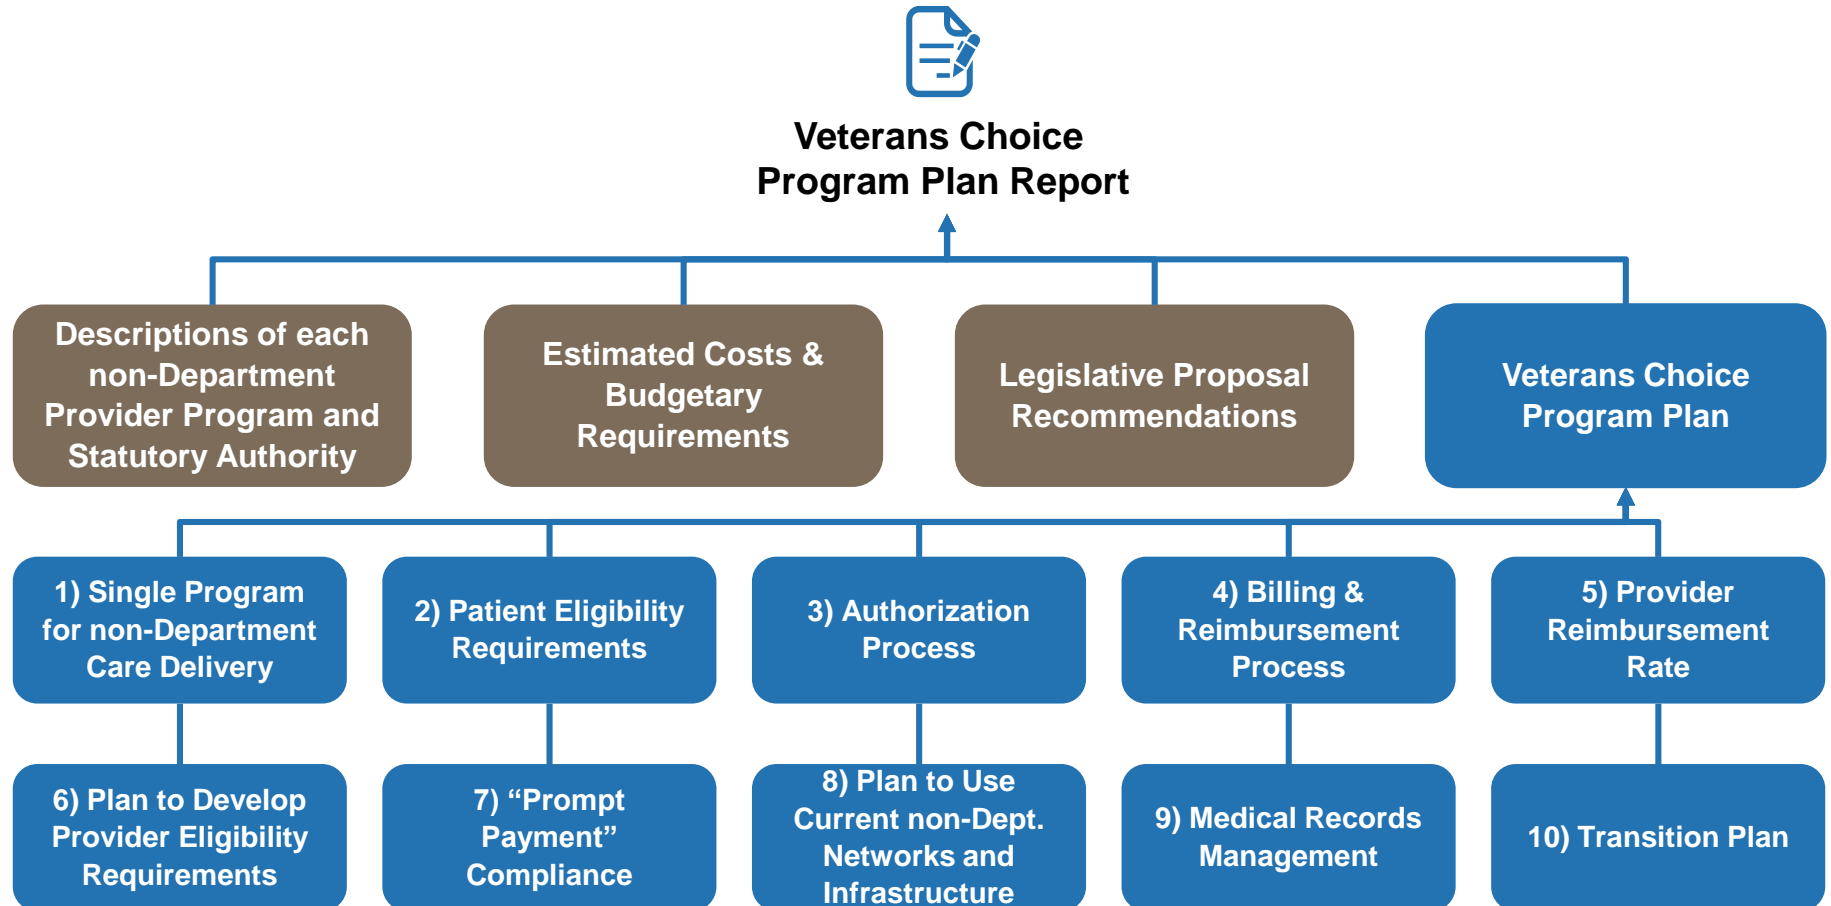 Veterans Choice
Program Plan Report
Descriptions of each
non-Department
Provider Program and
Statutory Authority
Estimated Costs &
Budgetary
Requirements
Legislative Proposal
Recommendations
Veterans Choice
Program Plan
1) Single Program
for non-Department
Care Delivery
2) Patient Eligibility
Requirements
3) Authorization
Process
4) Billing &
Reimbursement
Process
5) Provider
Reimbursement
Rate
6) Plan to Develop
Provider Eligibility
Requirements
7) “Prompt
Payment”
Compliance
8) Plan to Use
Current non-Dept.
Networks and
Infrastructure
9) Medical Records
Management
10) Transition Plan